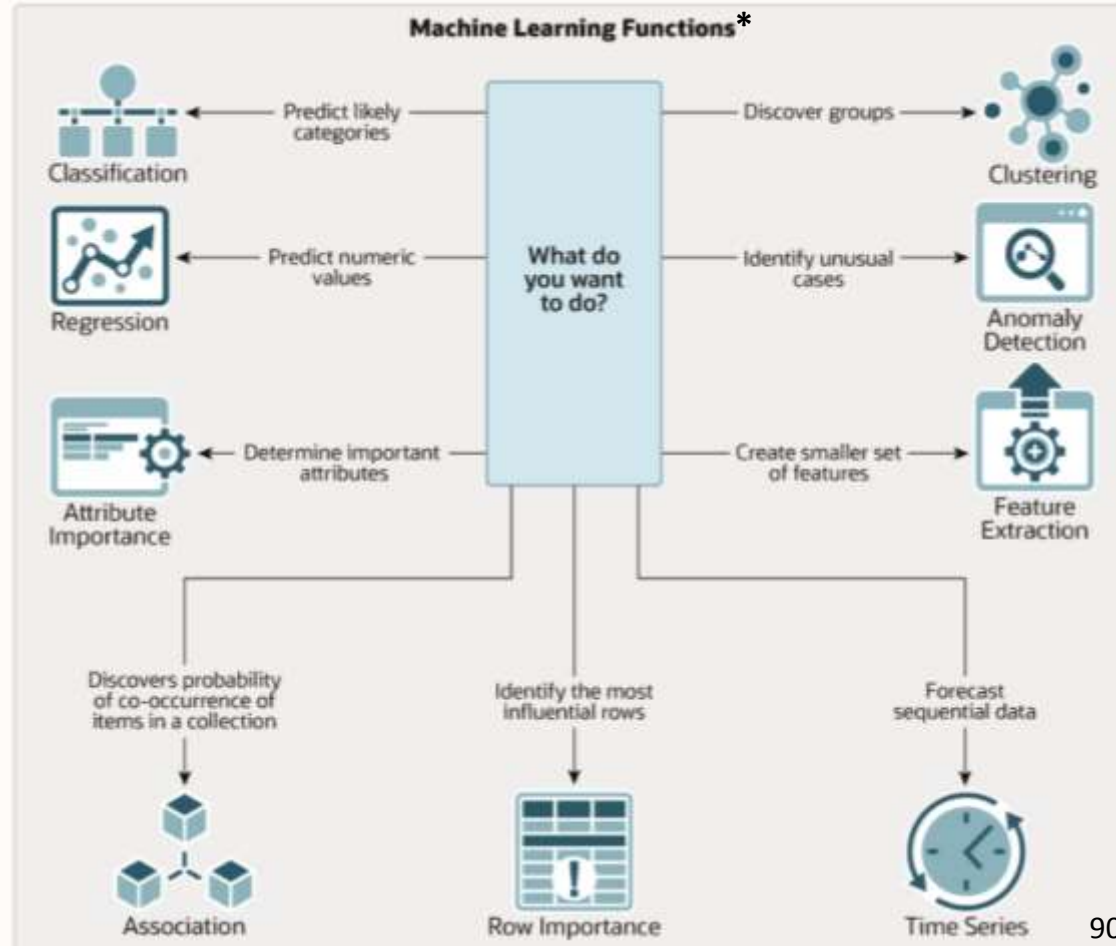 Machine Learning Functions*
Predict likely
categories
Classification
Discover groups
Clustering
Predict numeric
values
Regression
What do
you want
to do?
Identify unusual
cases
Anomaly
Detection
Determine important
attributes
Attribute
Importance
Create smaller set
of features
Feature
Extraction
Discovers probability
of co-occurrence of
items in a collection
Association
Identify the most
influential rows
Row Importance
Forecast
sequential data
Time Series
90